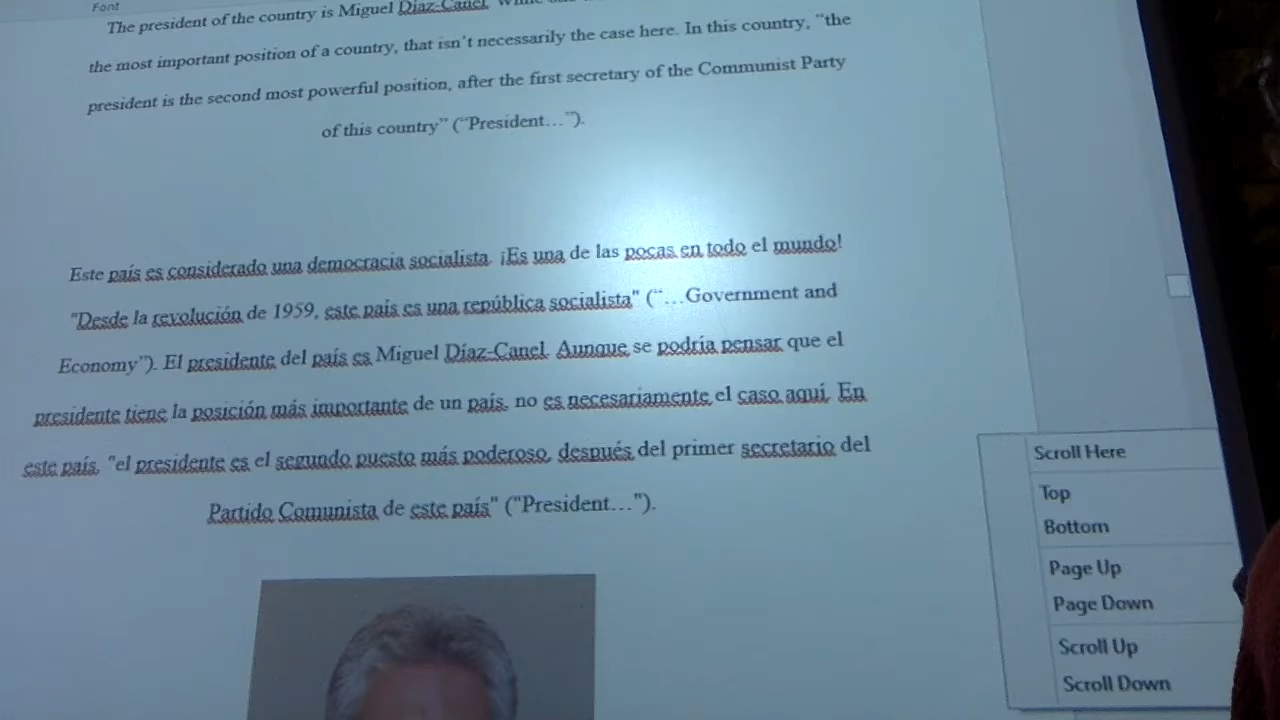 Font
The president of the country is Miguel Díaz-Canel. While
the most important position of a country, that isn't necessarily the case here. In this country, “the
president is the second most powerful position, after the first secretary of the Communist Party
of this country” (“President…”).
Este país es considerado una democracia socialista. ¡Es una de las pocas en todo el mundo!
"Desde la revolución de 1959, este país es una república socialista" (“…Government and
Economy”). El presidente del país es Miguel Díaz-Canel. Aunque se podría pensar que el
presidente tiene la posición más importante de un país, no es necesariamente el caso aquí. En
este país, "el presidente es el segundo puesto más poderoso, después del primer secretario del
Partido Comunista de este país" ("President…").
Scroll Here
Top
Bottom
Page Up
Page Down
Scroll Up
Scroll Down